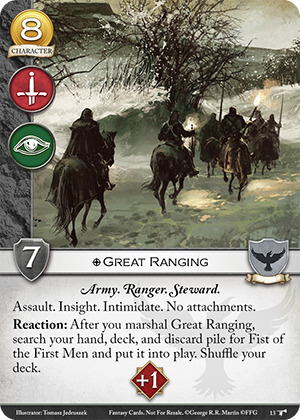 8
CHARACTER
7
GREAT RANGING
Army. Ranger. Steward.
Assault. Insight. Intimidate. No attachments.
Reaction: After you marshal Great Ranging,
search your hand, deck, and discard pile for Fist of
the First Men and put it into play. Shuffle your
deck.
+1
Illustrator: Tomasz Jedruszek
Fantasy Cards. Not For Resale. ©George R.R. Martin ©FFG
13